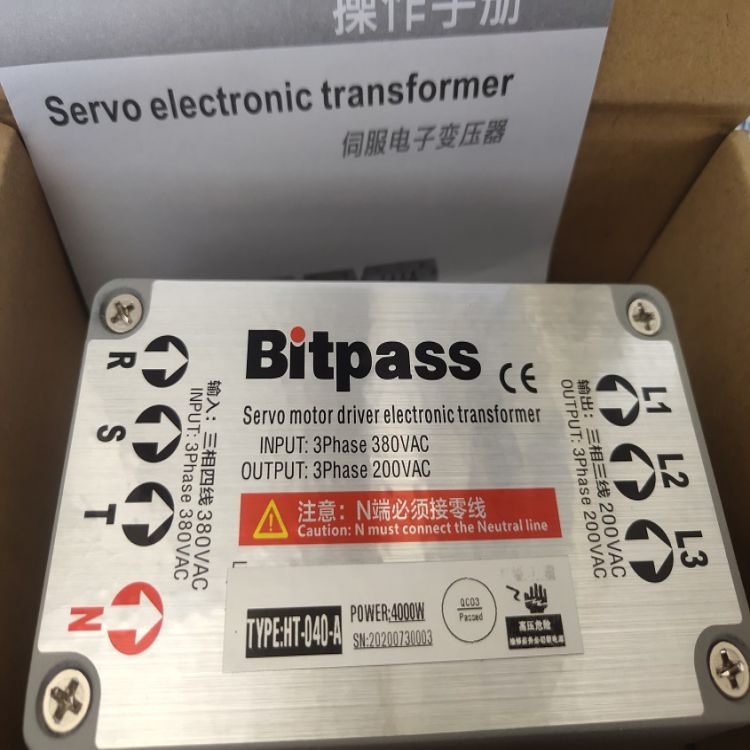 操作手册
Servo electronic transformer
伺服电子变压器
Bitpass
CE
Servo motor driver electronic transformer
INPUT: 3Phase 380VAC
OUTPUT: 3Phase 200VAC
注意：N端必须接零线
Caution: N must connect the Neutral line
R
S
T
N
输入：三相四线 380VAC
INPUT: 3Phase 380VAC
输出：三相三线 200VAC
OUTPUT: 3Phase 200VAC
L1
L2
L3
TYPE:HT-040-A
POWER:4000W
SN:20200730003
QC03
Passed
高压危险